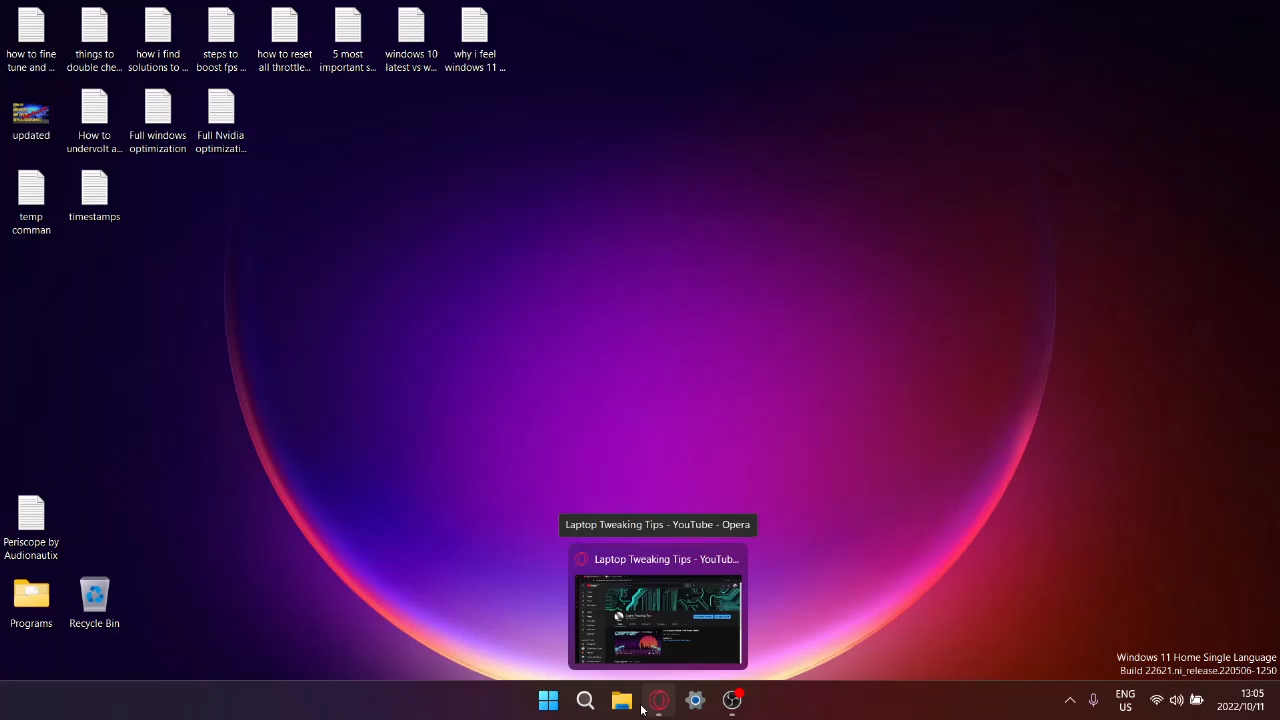 how to fine
tune and ...
things to
double che...
how i find
solutions to ...
steps to
boost fps ...
how to reset
all throttle...
5 most
important s...
windows 10
latest vs w...
why i feel
windows 11 ...
updated
How to
undervolt a...
Full windows
optimization
Full Nvidia
optimizati...
temp
comman
timestamps
Periscope by
Audionautix
Programs
Recycle Bin
Laptop Tweaking Tips - YouTube - Opera
Laptop Tweaking Tips - YouTub...
Windows 11 Home Single Language
Build 22621.ni_release.220506-1250
ENG
US
13:05
2022/10/11